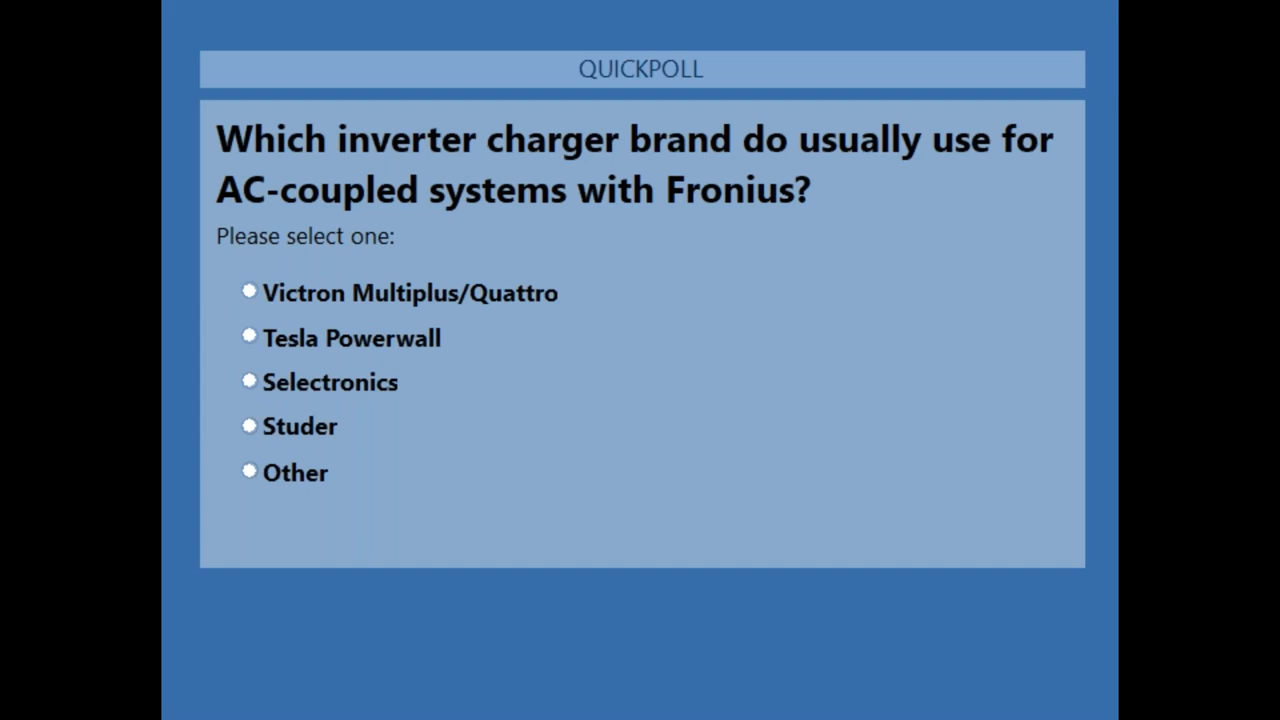 QUICKPOLL
Which inverter charger brand do usually use for
AC-coupled systems with Fronius?
Please select one:
Victron Multiplus/Quattro
Tesla Powerwall
Selectronics
Studer
Other